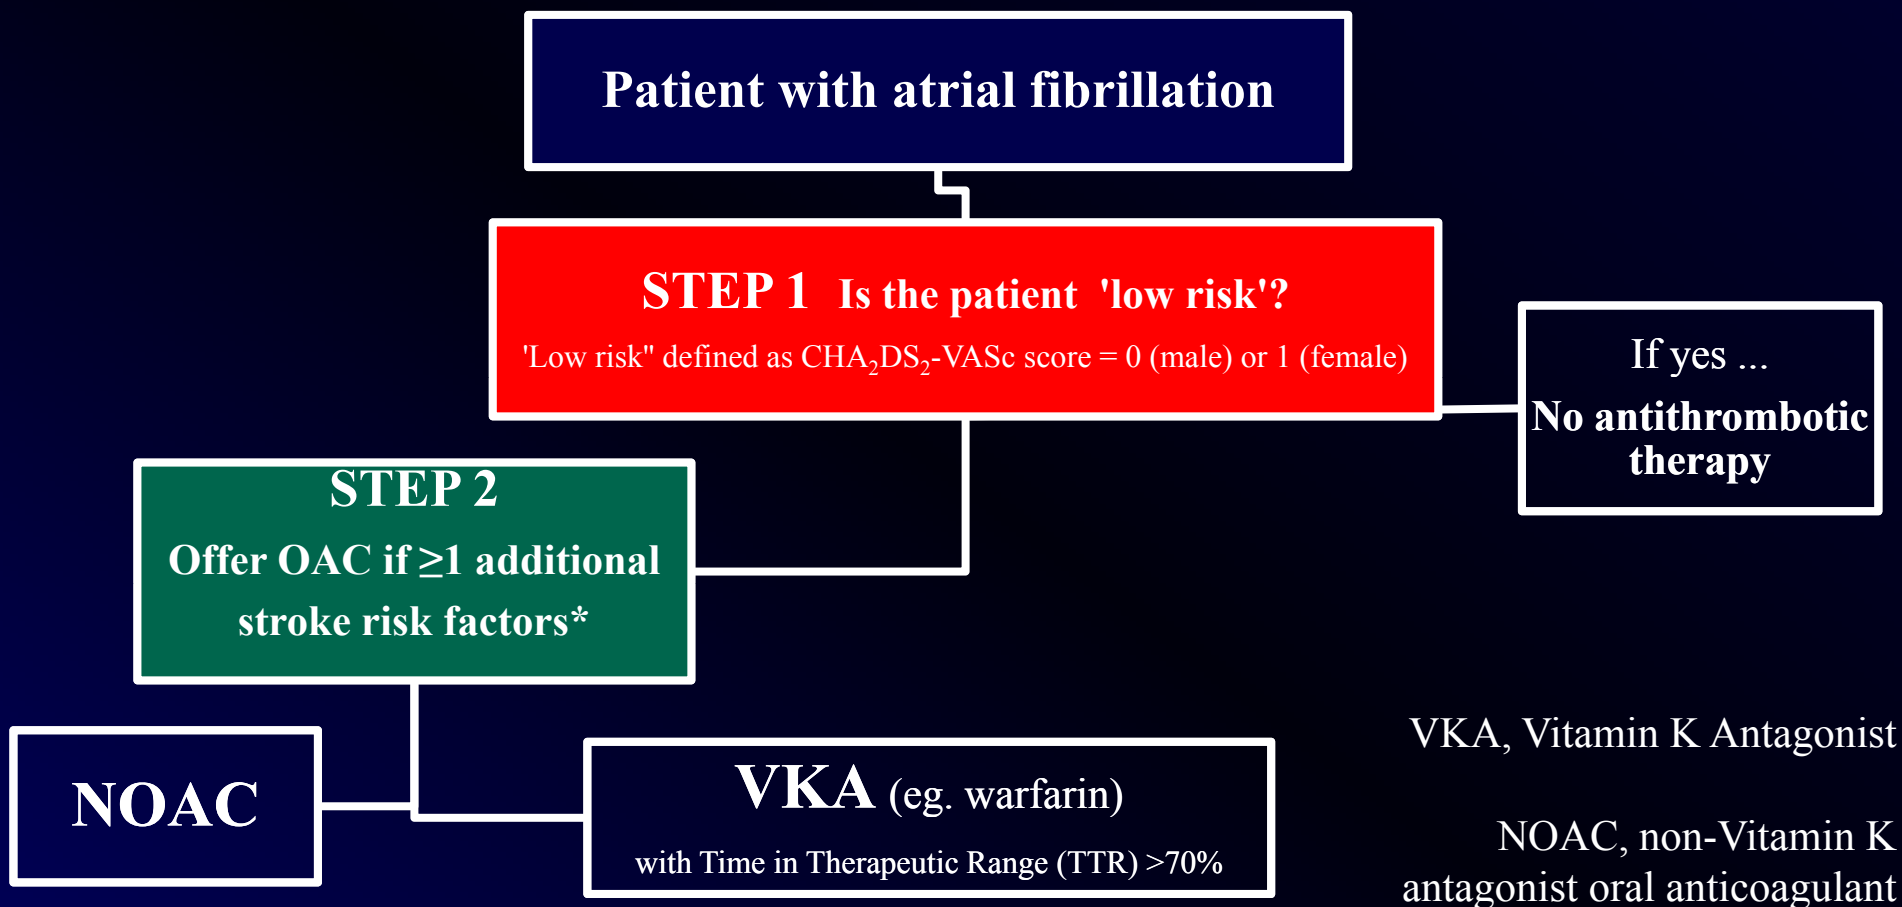 Patient with atrial fibrillation
STEP 1 Is the patient 'low risk'?
'Low risk" defined as CHA₂DS₂-VASc score = 0 (male) or 1 (female)
If yes ...
No antithrombotic
therapy
STEP 2
Offer OAC if ≥1 additional
stroke risk factors*
NOAC
VKA (eg. warfarin)
with Time in Therapeutic Range (TTR) >70%
VKA, Vitamin K Antagonist
NOAC, non-Vitamin K
antagonist oral anticoagulant